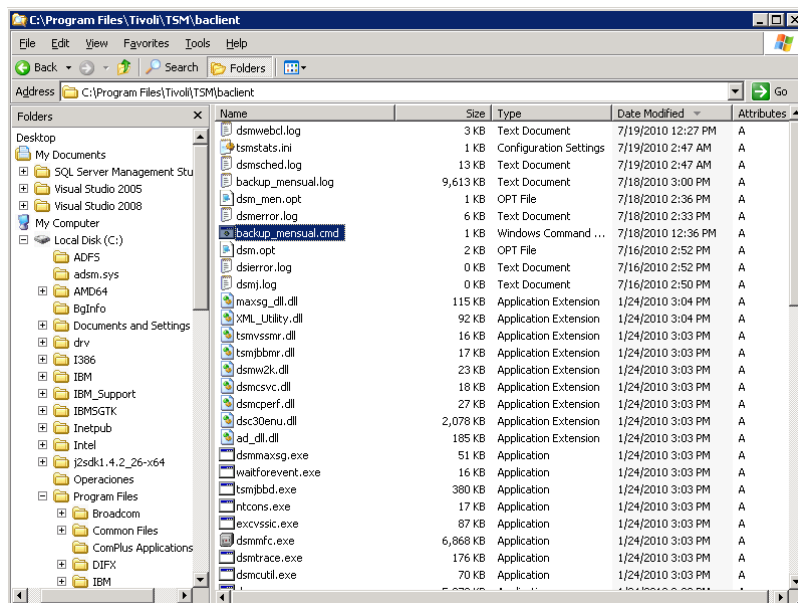 C:\Program Files\Tivoli\TSM\baclient
File Edit View Favorites Tools Help
Back Search Folders
Address C:\Program Files\Tivoli\TSM\baclient Go
Folders x
Name Size Type Date Modified Attributes
Desktop
My Documents
SQL Server Management Stu
Visual Studio 2005
Visual Studio 2008
My Computer
Local Disk (C:)
ADFS
adsm.sys
AMD64
BgInfo
Documents and Settings
drv
I386
IBM
IBM_Support
IBMSGTK
Inetpub
Intel
j2sdk1.4.2_26-x64
Operaciones
Program Files
Broadcom
Common Files
ComPlus Applications
DIFX
IBM
dsmwebcl.log 3 KB Text Document 7/19/2010 12:27 PM A
tsmstats.ini 1 KB Configuration Settings 7/19/2010 2:47 AM A
dsmsched.log 13 KB Text Document 7/19/2010 2:47 AM A
backup_mensual.log 9,613 KB Text Document 7/18/2010 3:00 PM A
dsm_men.opt 1 KB OPT File 7/18/2010 2:36 PM A
dsmerror.log 6 KB Text Document 7/18/2010 2:33 PM A
backup_mensual.cmd 1 KB Windows Command ... 7/18/2010 12:36 PM A
dsm.opt 2 KB OPT File 7/16/2010 2:52 PM A
dsierror.log 0 KB Text Document 7/16/2010 2:52 PM A
dsmj.log 0 KB Text Document 7/16/2010 2:50 PM A
maxsg_dll.dll 115 KB Application Extension 1/24/2010 3:04 PM A
XML_Utility.dll 92 KB Application Extension 1/24/2010 3:04 PM A
tsmvssmr.dll 16 KB Application Extension 1/24/2010 3:03 PM A
tsmjbbmr.dll 17 KB Application Extension 1/24/2010 3:03 PM A
dsmw2k.dll 23 KB Application Extension 1/24/2010 3:03 PM A
dsmcsvc.dll 18 KB Application Extension 1/24/2010 3:03 PM A
dsmcperf.dll 27 KB Application Extension 1/24/2010 3:03 PM A
dsc30enu.dll 2,078 KB Application Extension 1/24/2010 3:03 PM A
ad_dll.dll 185 KB Application Extension 1/24/2010 3:03 PM A
dsmmaxsg.exe 51 KB Application 1/24/2010 3:03 PM A
waitforevent.exe 16 KB Application 1/24/2010 3:03 PM A
tsmjbbd.exe 380 KB Application 1/24/2010 3:03 PM A
ntcons.exe 17 KB Application 1/24/2010 3:03 PM A
excvssic.exe 87 KB Application 1/24/2010 3:03 PM A
dsmmfc.exe 6,868 KB Application 1/24/2010 3:03 PM A
dsmtrace.exe 176 KB Application 1/24/2010 3:03 PM A
dsmcutil.exe 70 KB Application 1/24/2010 3:03 PM A